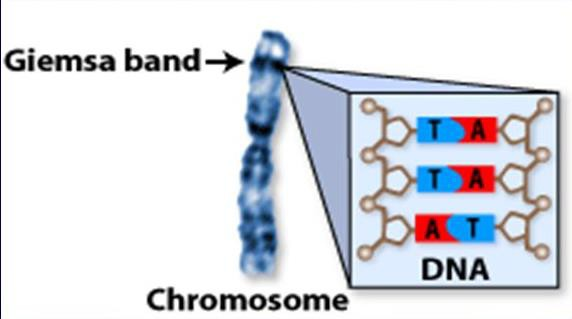 Giemsa band
T A
T A
A T
DNA
Chromosome